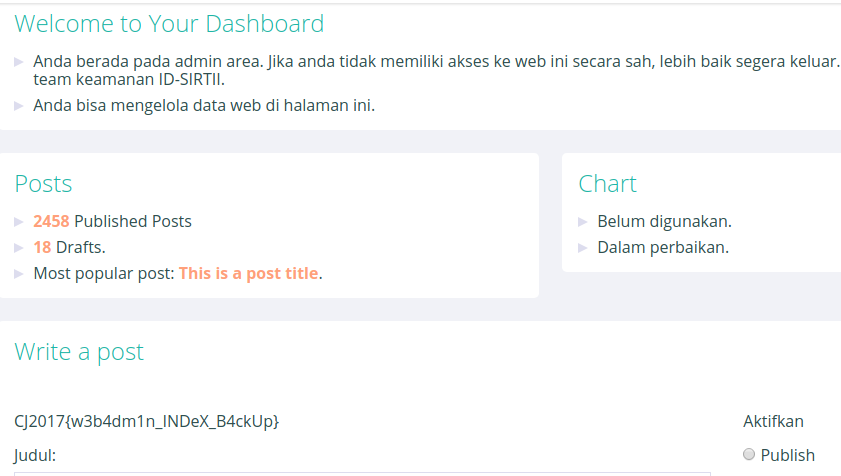 Welcome to Your Dashboard
Anda berada pada admin area. Jika anda tidak memiliki akses ke web ini secara sah, lebih baik segera keluar.
team keamanan ID-SIRTII.
Anda bisa mengelola data web di halaman ini.
Posts
2458 Published Posts
18 Drafts.
Most popular post: This is a post title.
Chart
Belum digunakan.
Dalam perbaikan.
Write a post
CJ2017{w3b4dm1n_INDeX_B4ckUp}
Aktifkan
Judul:
Publish